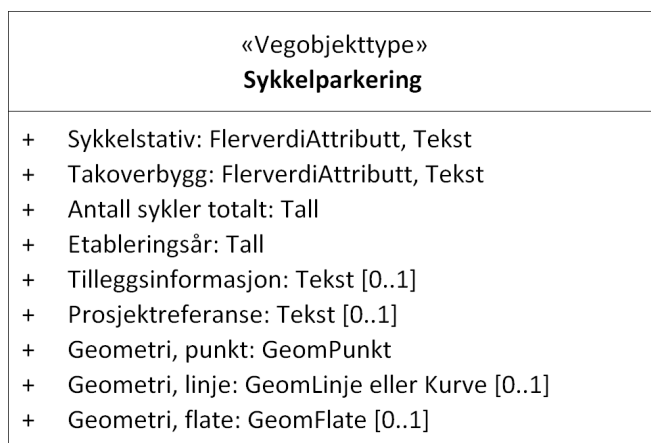 «Vegobjekttype»
Sykkelparkering
+ Sykkelstativ: FlerverdiAttributt, Tekst
+ Takoverbygg: FlerverdiAttributt, Tekst
+ Antall sykler totalt: Tall
+ Etableringsår: Tall
+ Tilleggsinformasjon: Tekst [0..1]
+ Prosjektreferanse: Tekst [0..1]
+ Geometri, punkt: GeomPunkt
+ Geometri, linje: GeomLinje eller Kurve [0..1]
+ Geometri, flate: GeomFlate [0..1]